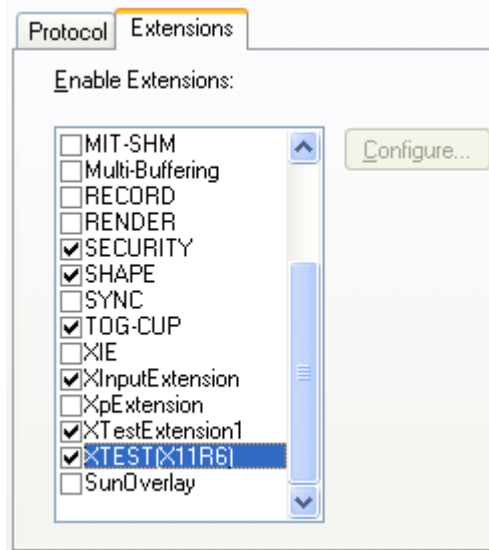 Protocol Extensions
Enable Extensions:
MIT-SHM
Configure...
Multi-Buffering
RECORD
RENDER
SECURITY
SHAPE
SYNC
TOG-CUP
XIE
XInputExtension
XpExtension
XTestExtension1
XTEST(X11R6)
SunOverlay